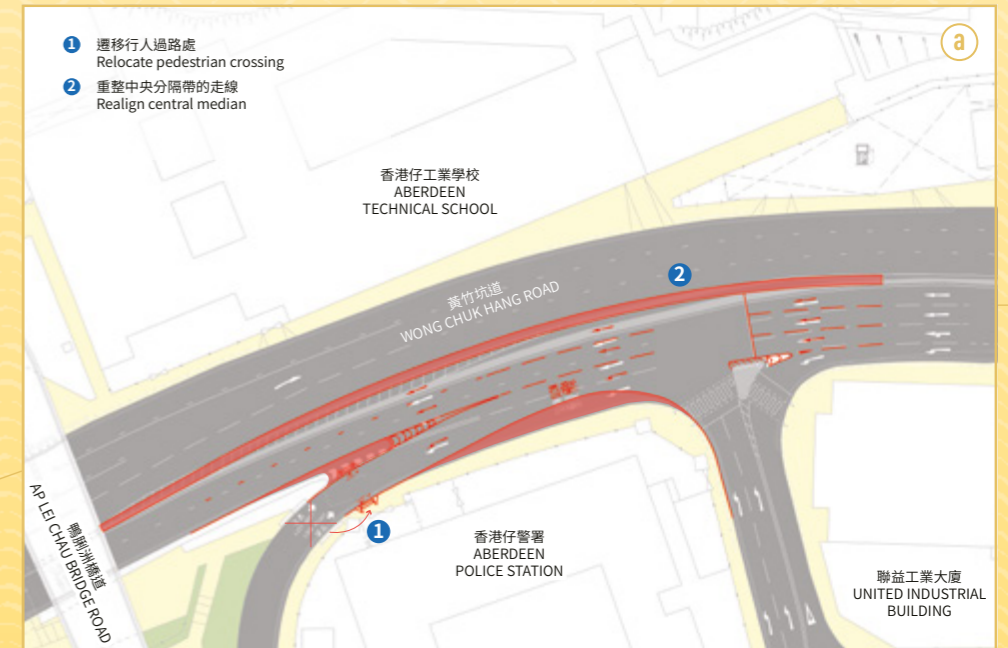 a
1 遷移行人過路處
Relocate pedestrian crossing
2 重整中央分隔帶的走線
Realign central median
香港仔工業學校
ABERDEEN
TECHNICAL SCHOOL
2
黃竹坑道
WONG CHUK HANG ROAD
鴨脷洲橋道
AP LEI CHAU BRIDGE ROAD
1
香港仔警署
ABERDEEN
POLICE STATION
聯益工業大廈
UNITED INDUSTRIAL
BUILDING